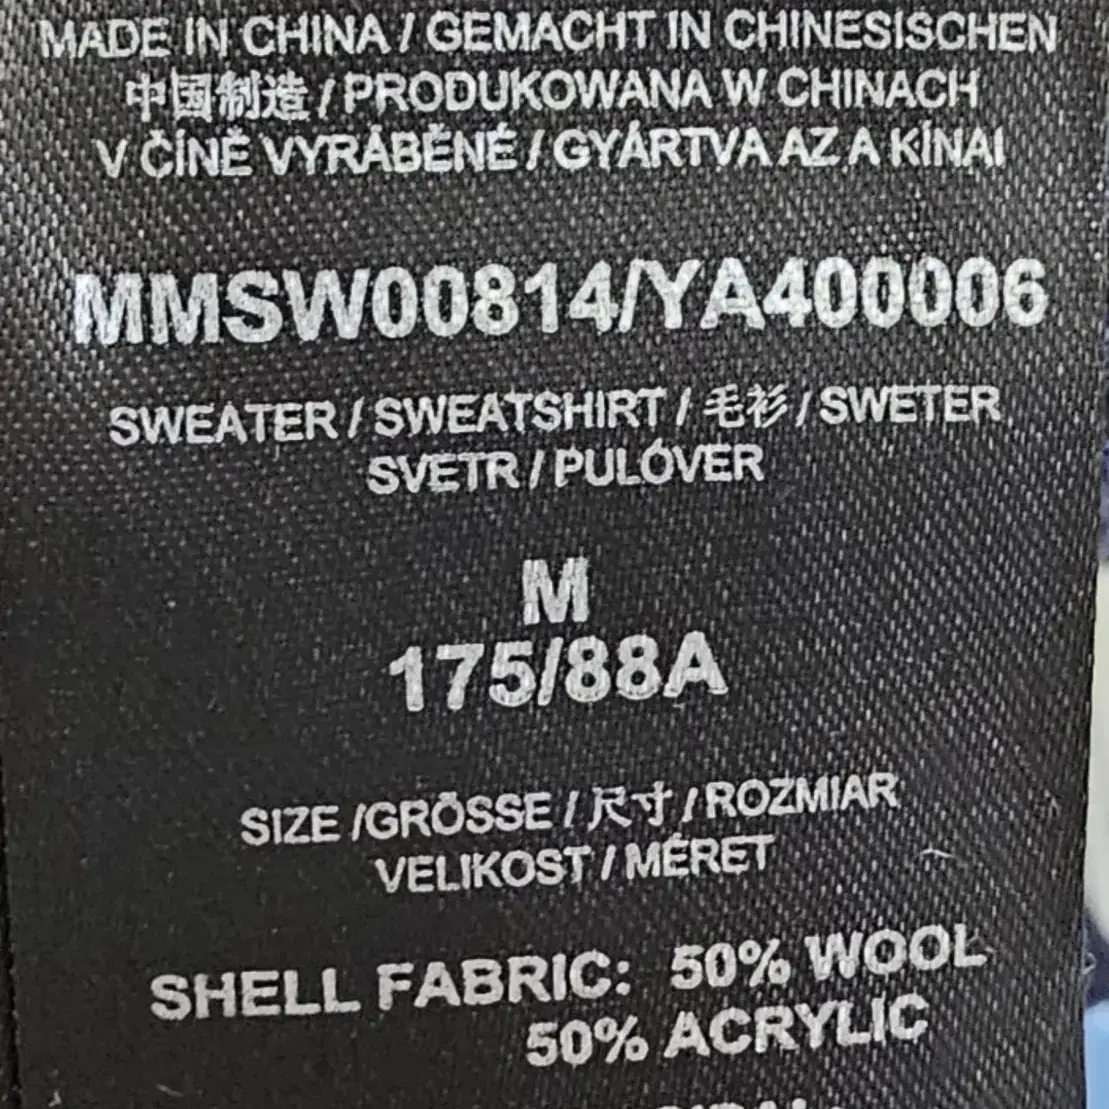 MADE IN CHINA / GEMACHT IN CHINESISCHEN
中国制造 / PRODUKOWANA W CHINACH
V ČÍNĚ VYRÁBĚNÉ / GYÁRTVA AZ A KÍNAI
MMSW00814/YA400006
SWEATER / SWEATSHIRT / 毛衫 / SWETER
SVETR / PULÓVER
M
175/88A
SIZE /GRÖSSE / 尺寸 / ROZMIAR
VELIKOST / MÉRET
SHELL FABRIC: 50% WOOL
50% ACRYLIC